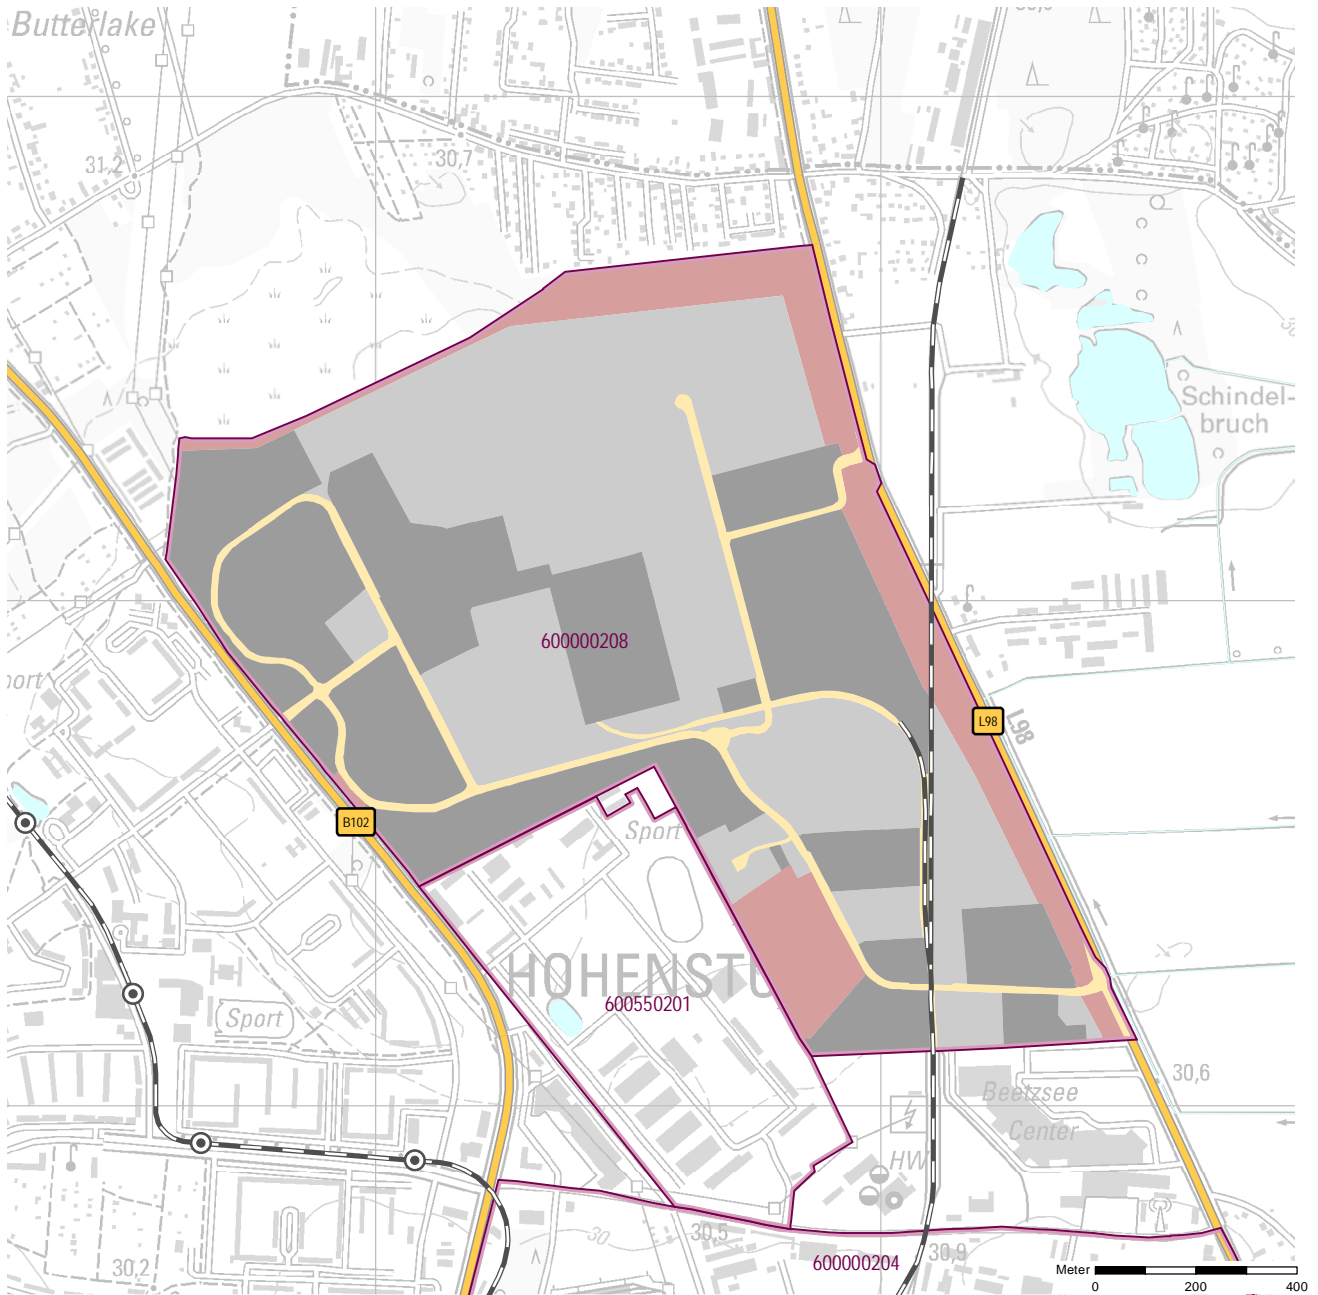 Butterlake
31,2
30,7
Schindel-
bruch
600000208
L98
L98
B102
Sport
HOHENSTÜ
600550201
Sport
30,6
Beetzsee
Center
HW
30
30,5
30,9
600000204
30,2
Meter
0
200
400